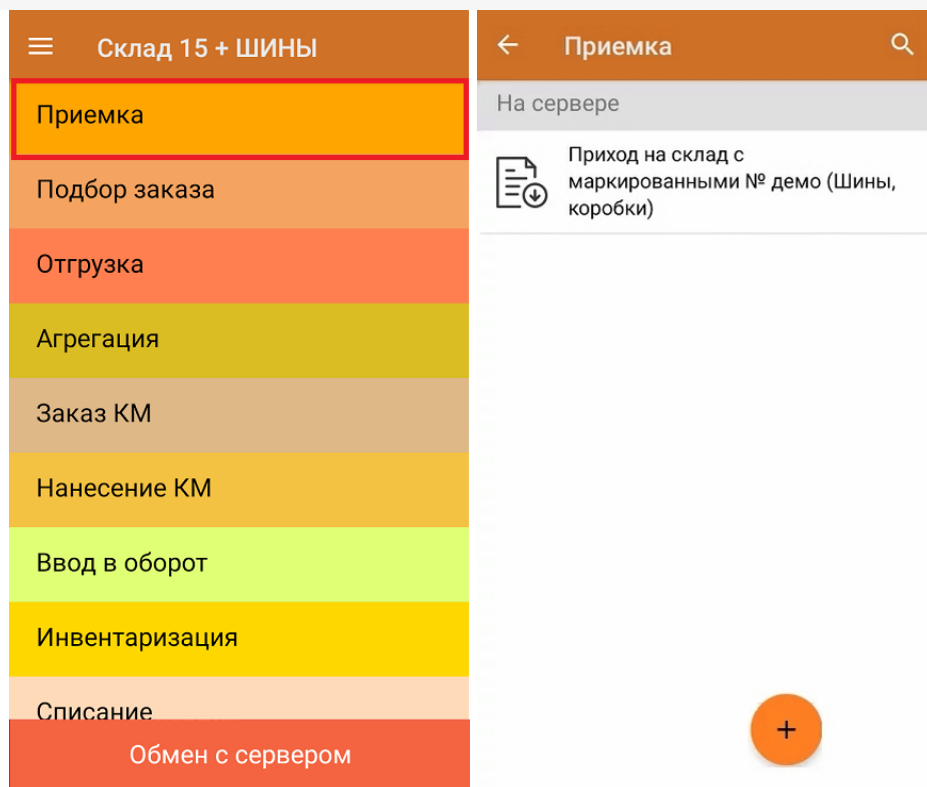 Склад 15 + ШИНЫ
Приемка
Подбор заказа
Отгрузка
Агрегация
Заказ КМ
Нанесение КМ
Ввод в оборот
Инвентаризация
Списание
Обмен с сервером
Приемка
На сервере
Приход на склад с
маркированными № демо (Шины,
коробки)
+